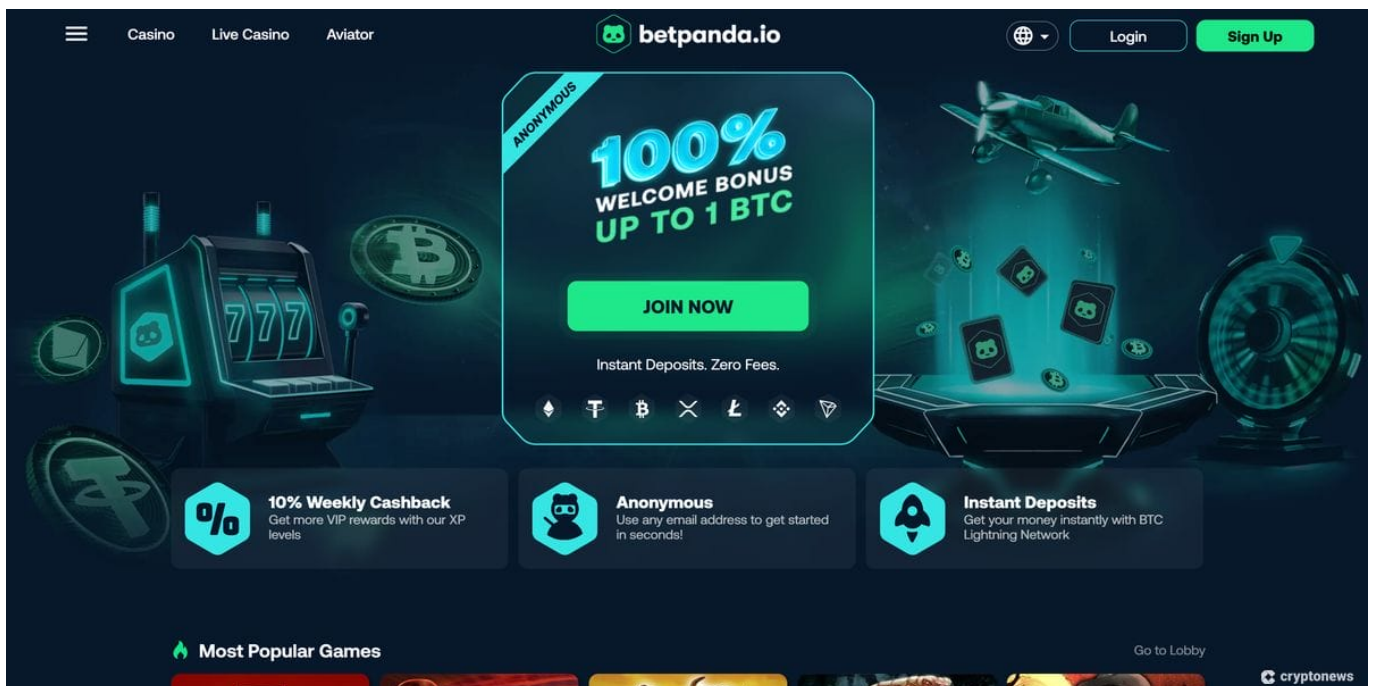 Casino Live Casino Aviator
betpanda.io
Login Sign Up
ANONYMOUS
100%
WELCOME BONUS
UP TO 1 BTC
JOIN NOW
Instant Deposits. Zero Fees.
777
10% Weekly Cashback
Get more VIP rewards with our XP
levels
Anonymous
Use any email address to get started
in seconds!
Instant Deposits
Get your money instantly with BTC
Lightning Network
Most Popular Games
Go to Lobby
cryptonews